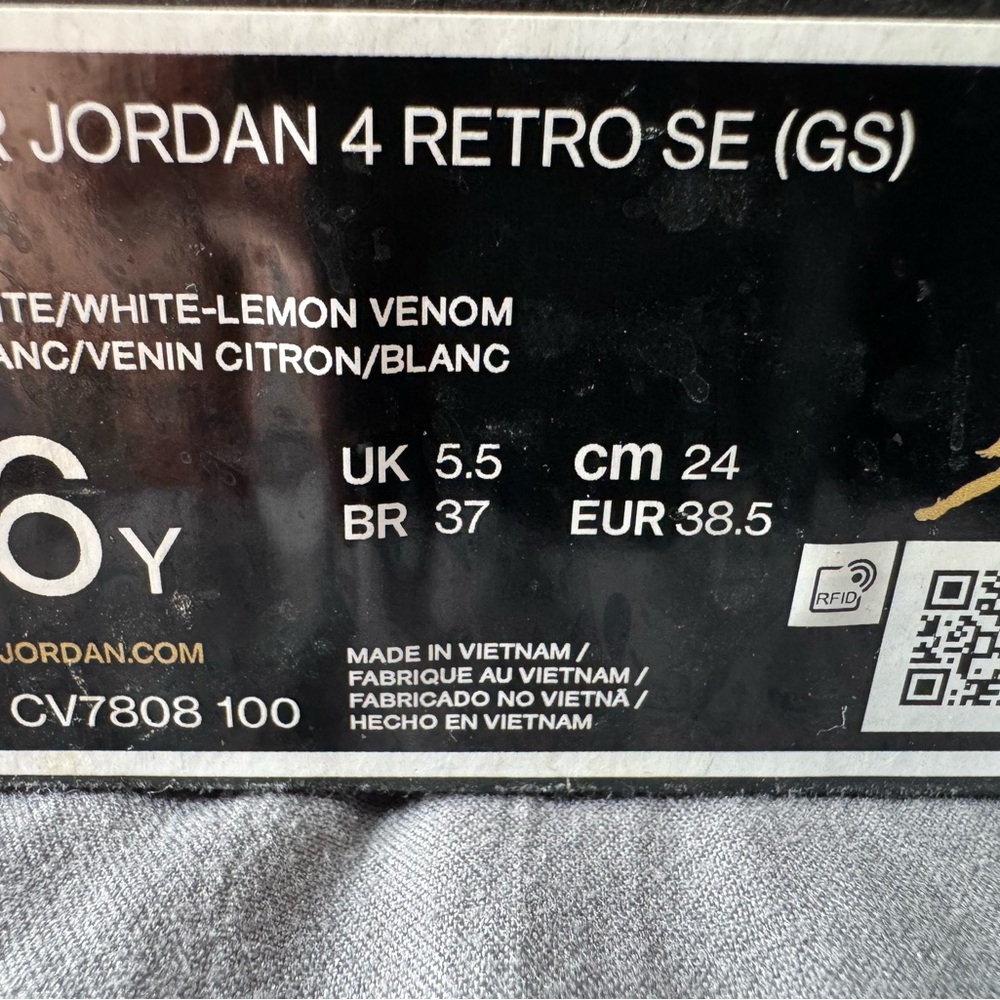 R JORDAN 4 RETRO SE (GS)
ITE/WHITE-LEMON VENOM
ANC/VENIN CITRON/BLANC
6Y
UK 5.5 cm 24
BR 37 EUR 38.5
RFID
JORDAN.COM
CV7808 100
MADE IN VIETNAM /
FABRIQUE AU VIETNAM /
FABRICADO NO VIETNÃ /
HECHO EN VIETNAM